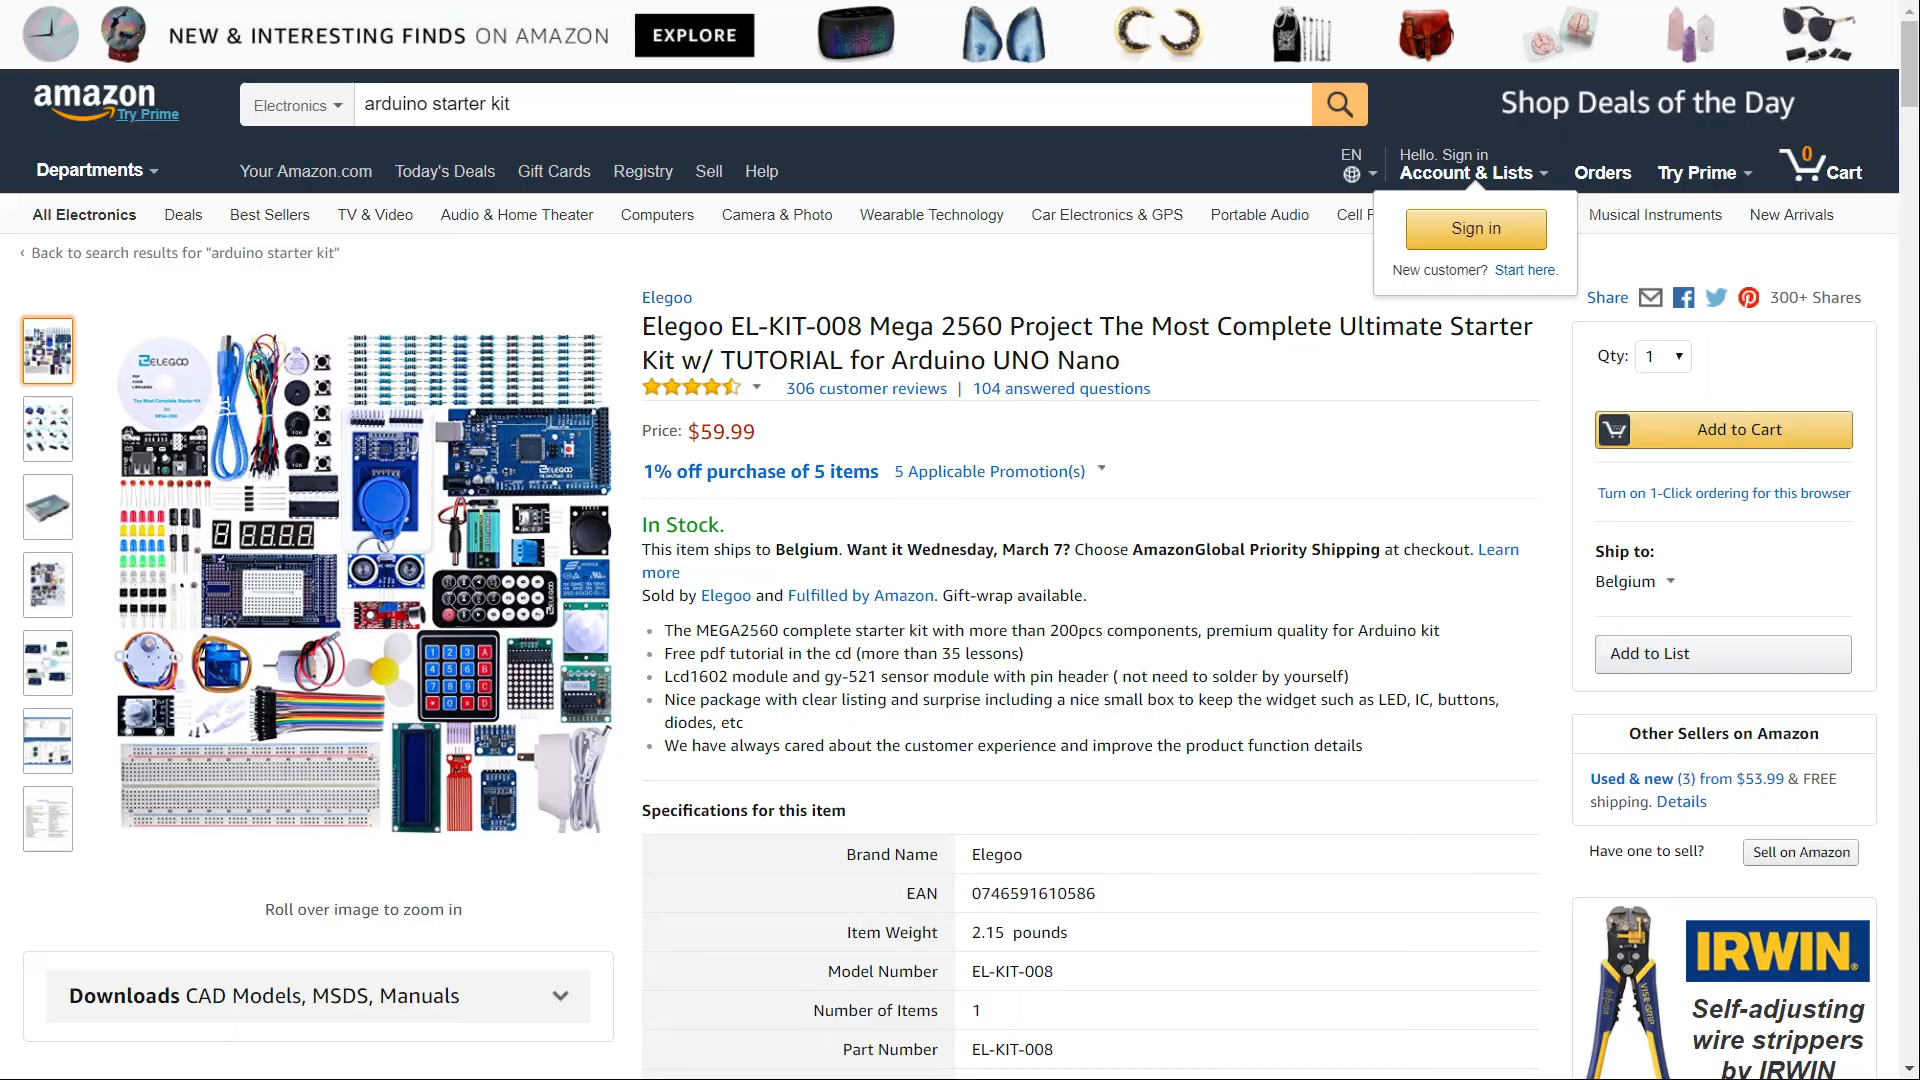 NEW & INTERESTING FINDS ON AMAZON
EXPLORE
amazon
Try Prime
Electronics
arduino starter kit
Shop Deals of the Day
Departments
Your Amazon.com
Today's Deals
Gift Cards
Registry
Sell
Help
EN
Hello. Sign in
Account & Lists
Orders
Try Prime
0
Cart
All Electronics
Deals
Best Sellers
TV & Video
Audio & Home Theater
Computers
Camera & Photo
Wearable Technology
Car Electronics & GPS
Portable Audio
Cell
Musical Instruments
New Arrivals
Sign in
New customer? Start here.
‹ Back to search results for "arduino starter kit"
Elegoo
Elegoo EL-KIT-008 Mega 2560 Project The Most Complete Ultimate Starter
Kit w/ TUTORIAL for Arduino UNO Nano
306 customer reviews | 104 answered questions
Price: $59.99
1% off purchase of 5 items 5 Applicable Promotion(s)
In Stock.
This item ships to Belgium. Want it Wednesday, March 7? Choose AmazonGlobal Priority Shipping at checkout. Learn
more
Sold by Elegoo and Fulfilled by Amazon. Gift-wrap available.
The MEGA2560 complete starter kit with more than 200pcs components, premium quality for Arduino kit
Free pdf tutorial in the cd (more than 35 lessons)
Lcd1602 module and gy-521 sensor module with pin header ( not need to solder by yourself)
Nice package with clear listing and surprise including a nice small box to keep the widget such as LED, IC, buttons,
diodes, etc
We have always cared about the customer experience and improve the product function details
Specifications for this item
Brand Name Elegoo
EAN 0746591610586
Item Weight 2.15 pounds
Model Number EL-KIT-008
Number of Items 1
Part Number EL-KIT-008
ELEGOO
The Most Complete Starter Kit
for
ELEGOO
Roll over image to zoom in
Downloads CAD Models, MSDS, Manuals
Share
300+ Shares
Qty: 1
Add to Cart
Turn on 1-Click ordering for this browser
Ship to:
Belgium
Add to List
Other Sellers on Amazon
Used & new (3) from $53.99 & FREE
shipping. Details
Have one to sell?
Sell on Amazon
IRWIN
VISE-GRIP
Self-adjusting
wire strippers
by IRWIN